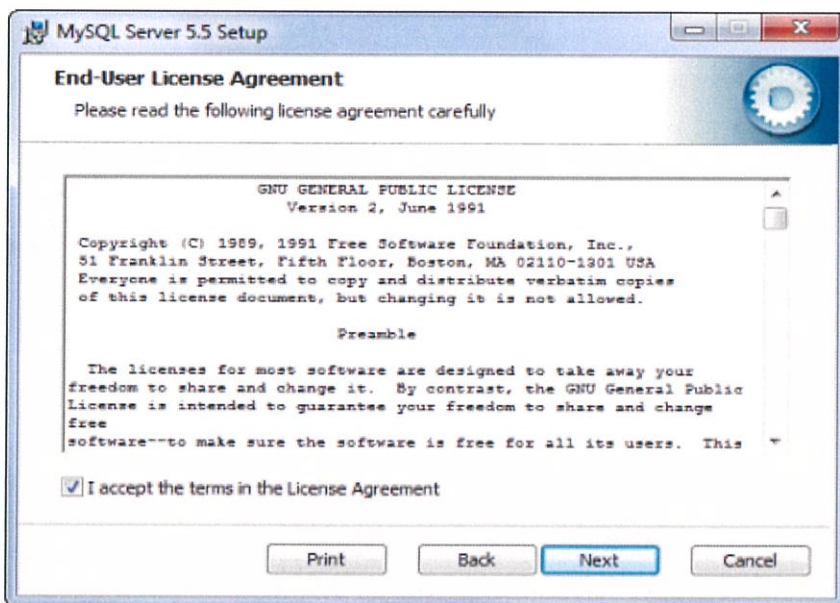 MySQL Server 5.5 Setup
End-User License Agreement
Please read the following license agreement carefully
GNU GENERAL PUBLIC LICENSE
Version 2, June 1991
Copyright (C) 1989, 1991 Free Software Foundation, Inc.,
51 Franklin Street, Fifth Floor, Boston, MA 02110-1301 USA
Everyone is permitted to copy and distribute verbatim copies
of this license document, but changing it is not allowed.
Preamble
The licenses for most software are designed to take away your
freedom to share and change it. By contrast, the GNU General Public
License is intended to guarantee your freedom to share and change
free
software--to make sure the software is free for all its users. This
I accept the terms in the License Agreement
Print Back Next Cancel